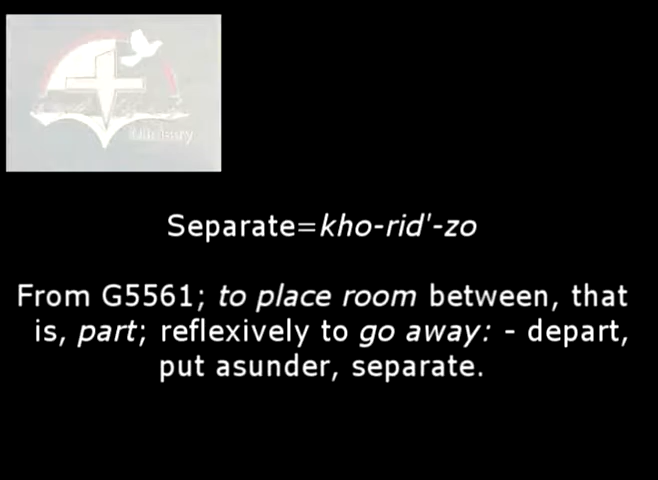 Ministry
Separate=kho-rid'-zo
From G5561; to place room between, that
is, part; reflexively to go away: - depart,
put asunder, separate.